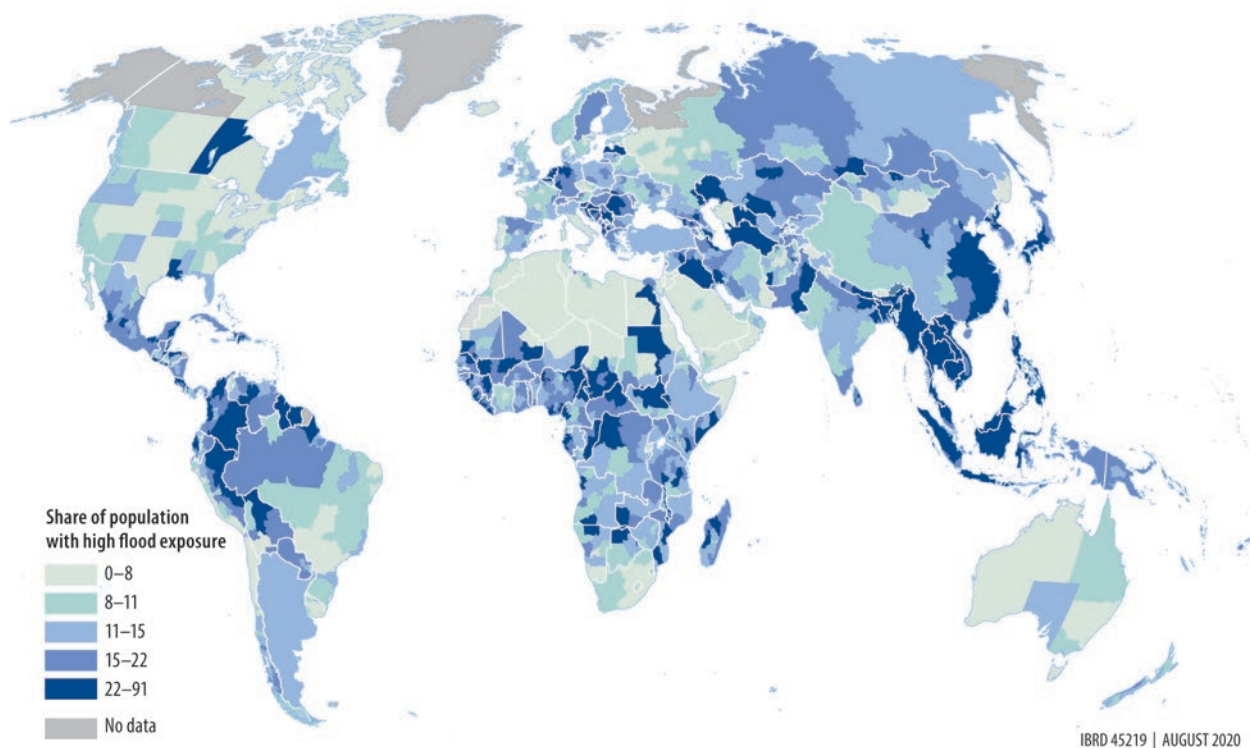 Share of population
with high flood exposure
0–8
8–11
11–15
15–22
22–91
No data
IBRD 45219 | AUGUST 2020